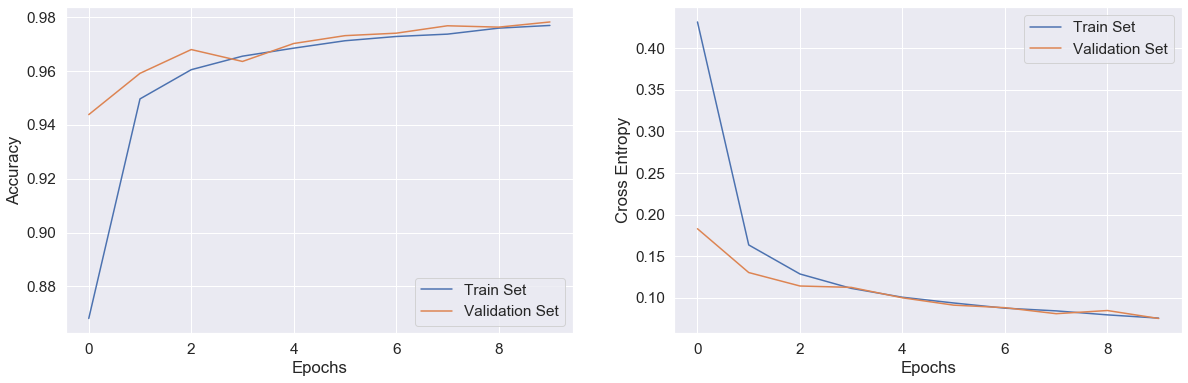 0.98
0.96
0.94
0.92
0.90
0.88
Accuracy
0 2 4 6 8
Epochs
Train Set
Validation Set
0.40
0.35
0.30
0.25
0.20
0.15
0.10
Cross Entropy
0 2 4 6 8
Epochs
Train Set
Validation Set